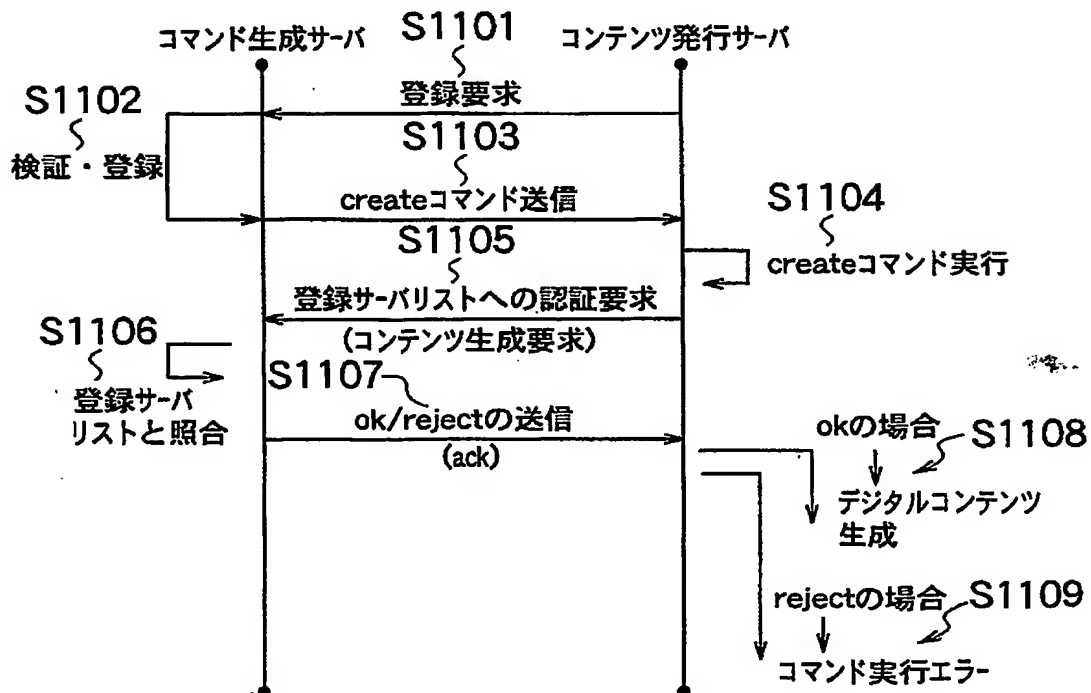 S1101
コマンド生成サーバ
コンテンツ発行サーバ
登録要求
S1102
検証・登録
S1103
createコマンド送信
S1104
createコマンド実行
S1105
登録サーバリストへの認証要求
(コンテンツ生成要求)
S1106
登録サーバ
リストと照合
S1107
ok/rejectの送信
(ack)
okの場合
S1108
デジタルコンテンツ
生成
rejectの場合
S1109
コマンド実行エラー